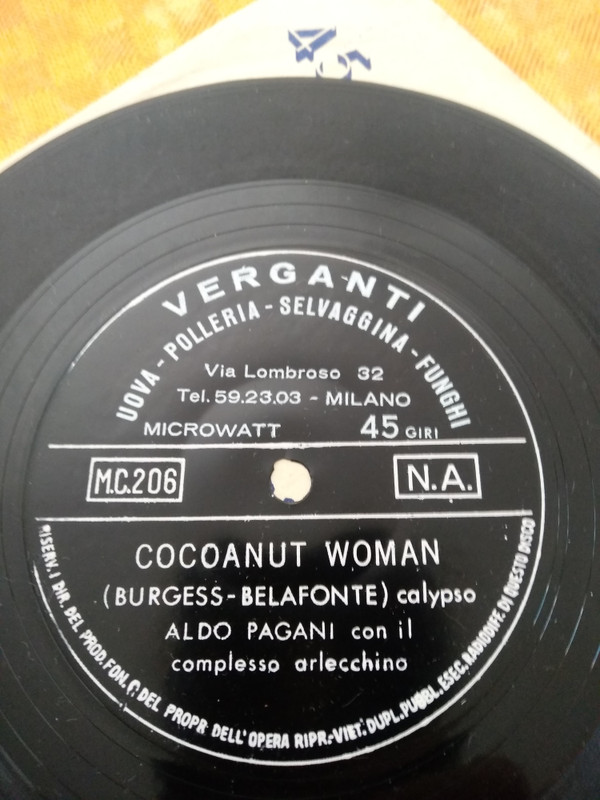 45
VERGANTI
UOVA - POLLERIA - SELVAGGINA - FUNGHI
Via Lombroso 32
Tel. 59.23.03 - MILANO
MICROWATT 45 GIRI
M.C.206
N.A.
COCOANUT WOMAN
(BURGESS-BELAFONTE) calypso
ALDO PAGANI con il
complesso arlecchino
RISERV. I DIR. DEL PROD. FON. E DEL PROPR DELL'OPERA RIPR.-VIET. DUPL. PUBBL. ESEC. RADIODIFF. DI QUESTO DISCO